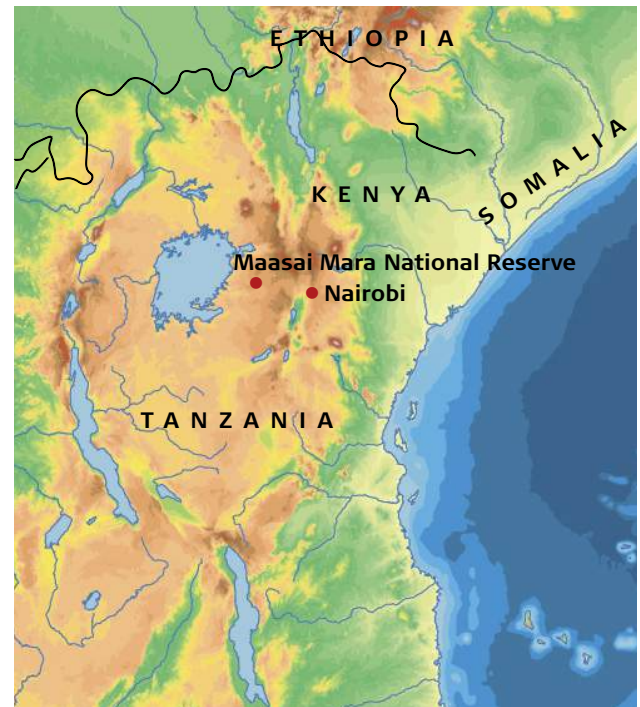 ETHIOPIA
KENYA
SOMALIA
Maasai Mara National Reserve
Nairobi
TANZANIA